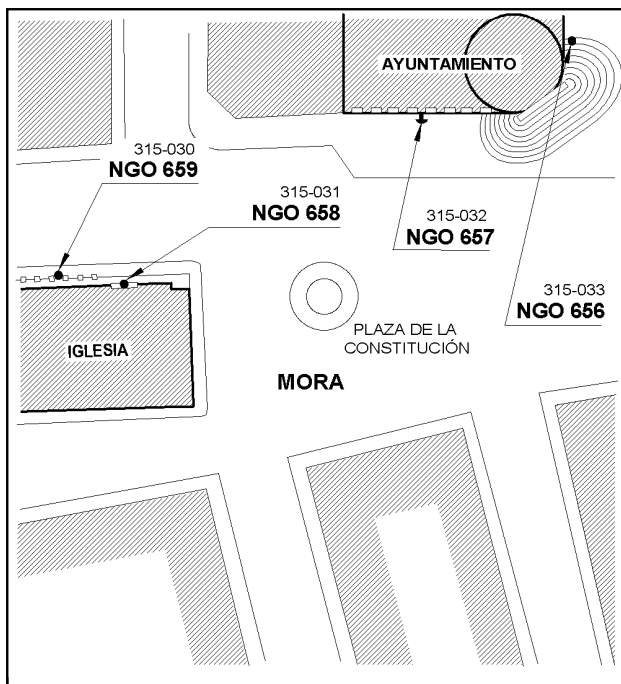 AYUNTAMIENTO
315-030
NGO 659
315-031
NGO 658
315-032
NGO 657
315-033
NGO 656
PLAZA DE LA
CONSTITUCIÓN
IGLESIA
MORA